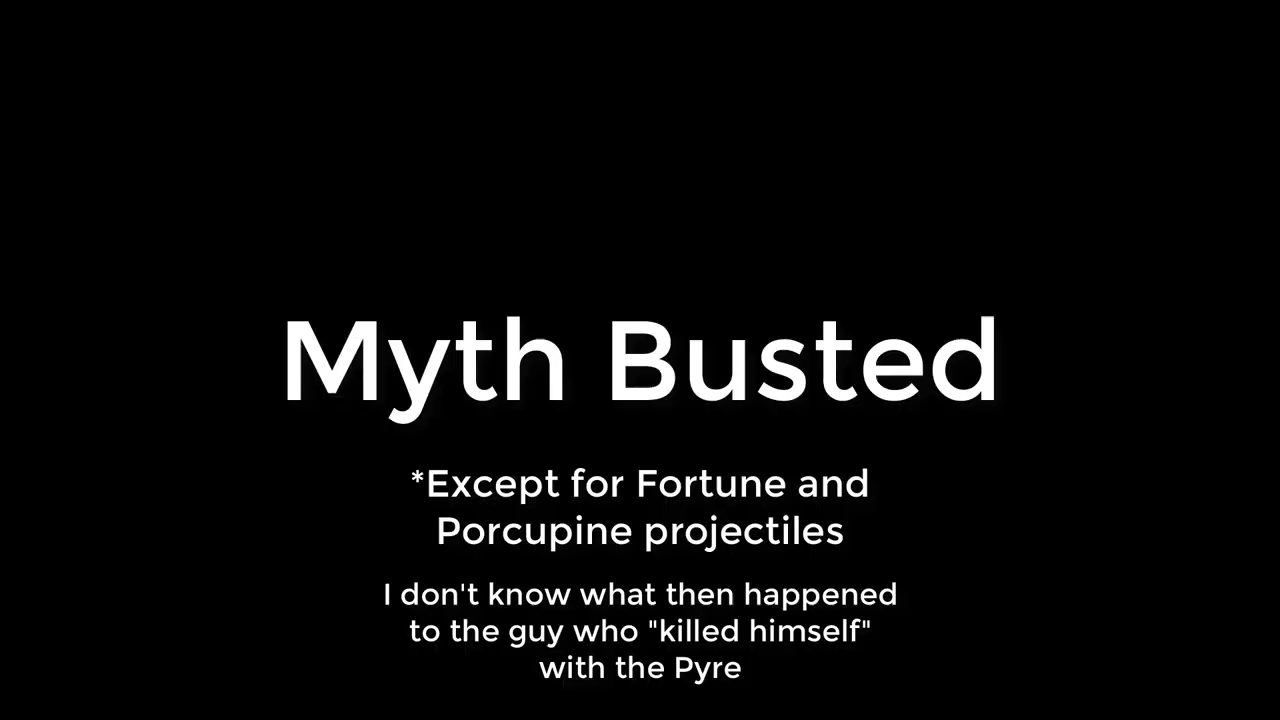 Myth Busted
*Except for Fortune and
Porcupine projectiles
I don't know what then happened
to the guy who "killed himself"
with the Pyre